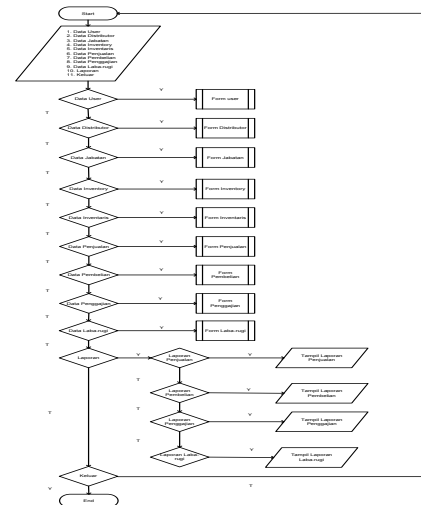 Start
1. Data User
2. Data Distributor
3. Data Jabatan
4. Data Inventory
5. Data Inventaris
6. Data Penjualan
7. Data Pembelian
8. Data Penggajian
9. Data Laba-rugi
10. Laporan
11. Keluar
Data User
Y
Form user
T
Data Distributor
Y
Form Distributor
T
Data Jabatan
Y
Form Jabatan
T
Data Inventory
Y
Form Inventory
T
Data Inventaris
Y
Form Inventaris
T
Data Penjualan
Y
Form Penjualan
T
Data Pembelian
Y
Form
Pembelian
T
Data Penggajian
Y
Form
Penggajian
T
Data Laba-rugi
Y
Form Laba-rugi
T
Laporan
Y
Laporan
Penjualan
Y
Tampil Laporan
Penjualan
T
Laporan
Pembelian
Y
Tampil Laporan
Pembelian
T
T
Laporan
Penggajian
Y
Tampil Laporan
Penggajian
T
Laporan Laba-
rugi
Y
Tampil Laporan
Laba-rugi
Keluar
Y
T
End